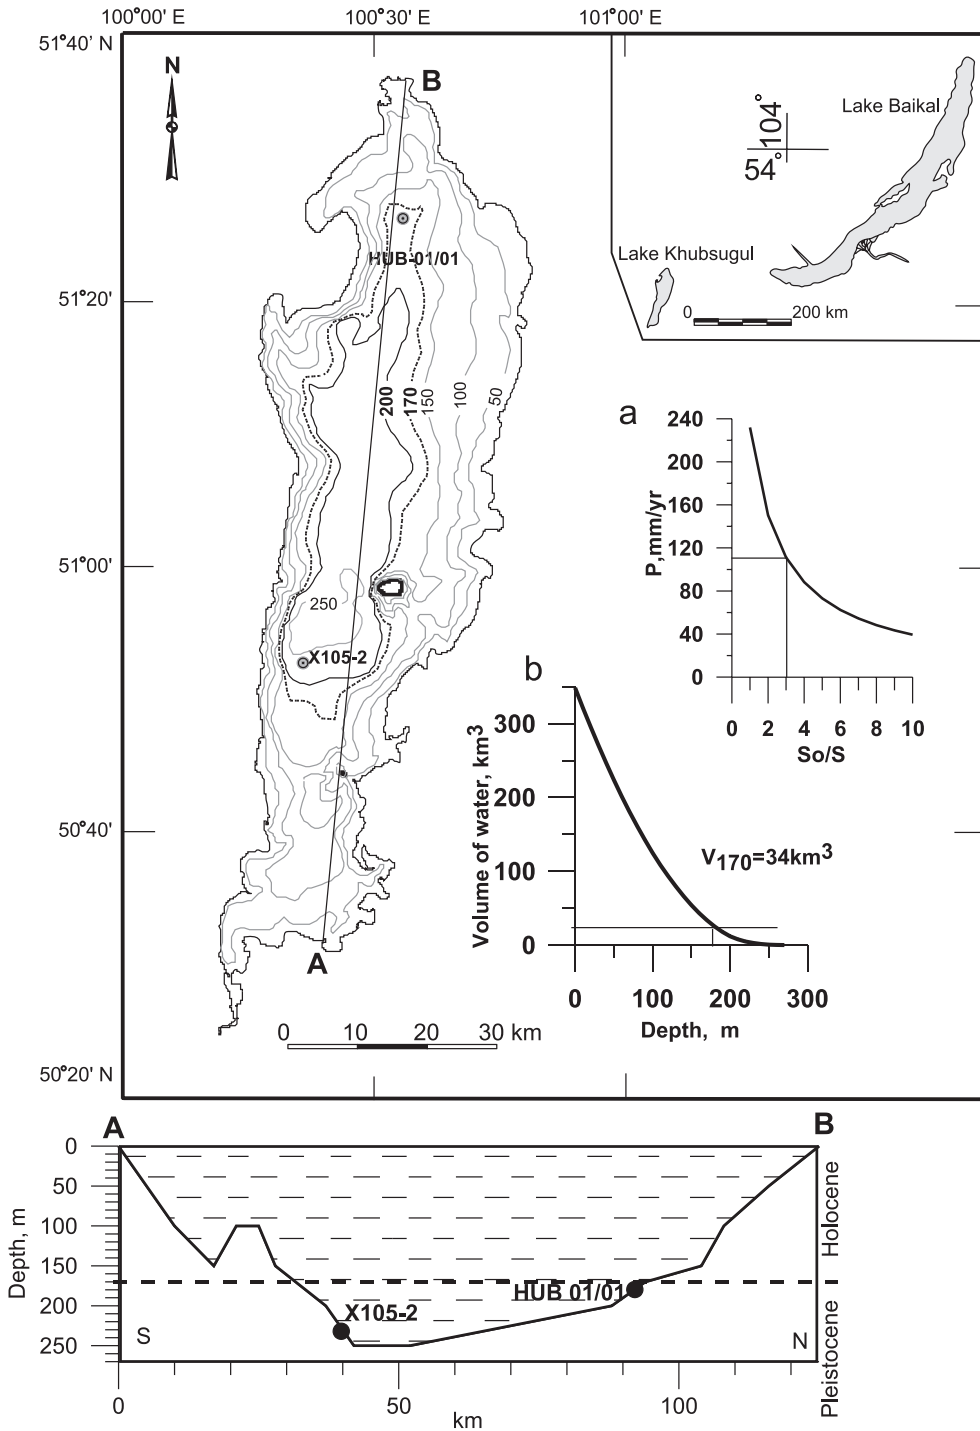 100°00' E
100°30' E
101°00' E
51°40' N
N
B
104°
54°
Lake Baikal
HUB-01/01
Lake Khubsugul
51°20'
0
200 km
200
170
150
100
50
a
240
200
160
120
80
40
0
P,mm/yr
0 2 4 6 8 10
So/S
51°00'
250
X105-2
b
300
200
100
0
Volume of water, km3
V170=34km3
0 100 200 300
Depth, m
50°40'
A
0 10 20 30 km
50°20' N
A
B
0
50
100
150
200
250
Depth, m
HUB 01/01
X105-2
S
N
Holocene
Pleistocene
0 50 100
km